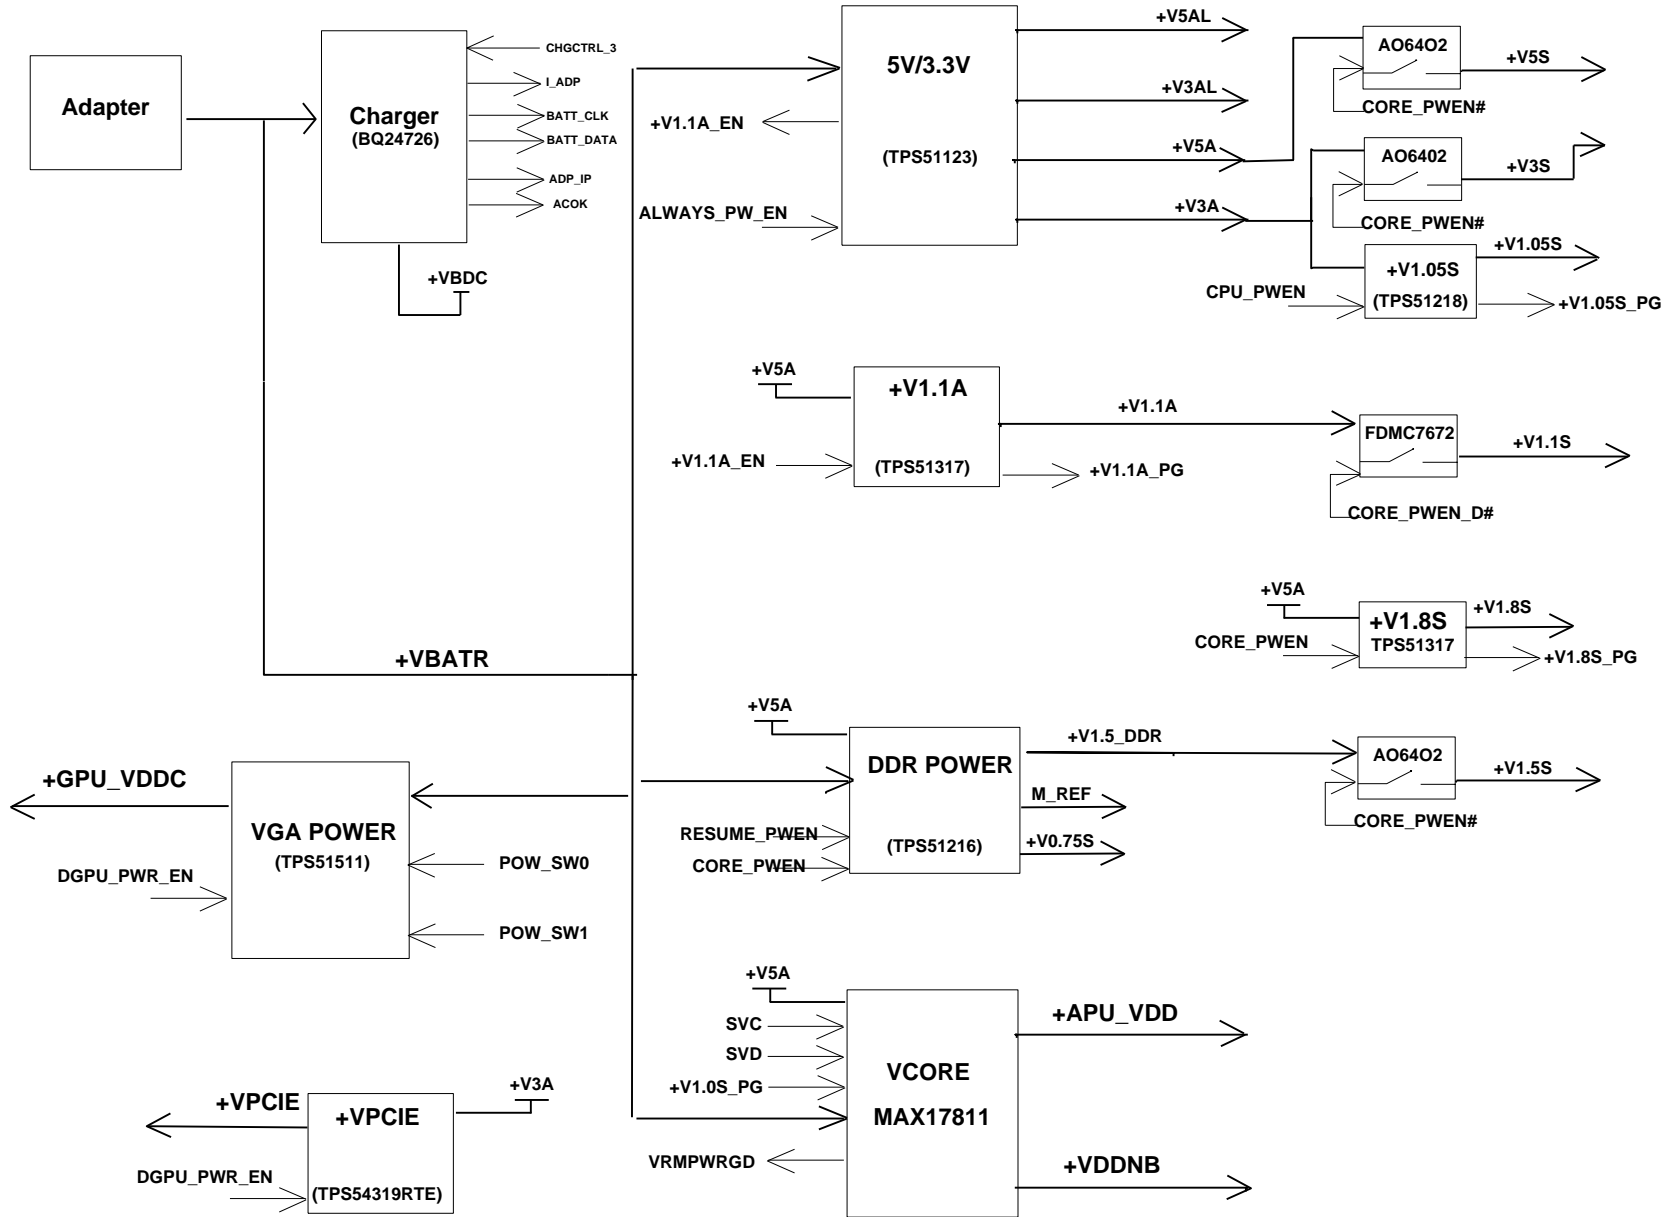 Adapter
Charger
(BQ24726)
CHGCTRL_3
I_ADP
BATT_CLK
BATT_DATA
ADP_IP
ACOK
+VBDC
5V/3.3V
(TPS51123)
+V1.1A_EN
ALWAYS_PW_EN
+V5AL
+V3AL
+V5A
+V3A
AO64O2
CORE_PWEN#
+V5S
AO6402
CORE_PWEN#
+V3S
+V1.05S
(TPS51218)
CPU_PWEN
+V1.05S
+V1.05S_PG
+V5A
+V1.1A
(TPS51317)
+V1.1A_EN
+V1.1A
+V1.1A_PG
FDMC7672
CORE_PWEN_D#
+V1.1S
+V5A
+V1.8S
TPS51317
CORE_PWEN
+V1.8S
+V1.8S_PG
+VBATR
+V5A
DDR POWER
(TPS51216)
RESUME_PWEN
CORE_PWEN
+V1.5_DDR
M_REF
+V0.75S
AO64O2
CORE_PWEN#
+V1.5S
+GPU_VDDC
VGA POWER
(TPS51511)
DGPU_PWR_EN
POW_SW0
POW_SW1
+V5A
SVC
SVD
+V1.0S_PG
VRMPWRGD
VCORE
MAX17811
+APU_VDD
+VDDNB
+VPCIE
+VPCIE
(TPS54319RTE)
+V3A
DGPU_PWR_EN